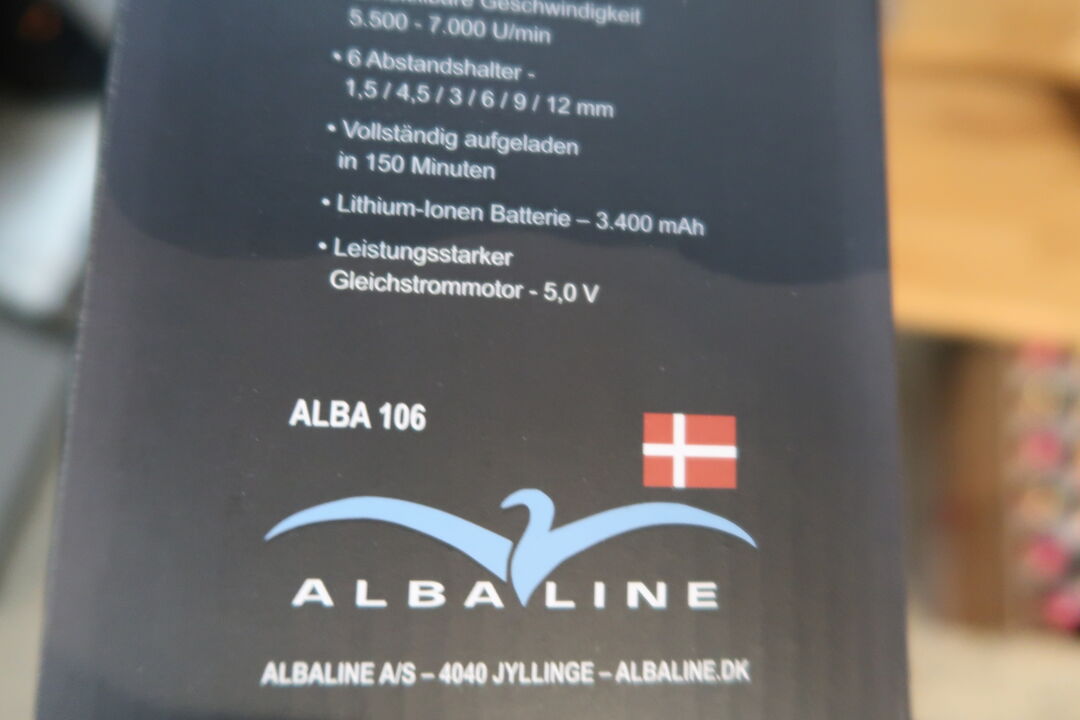 Geschwindigkeit
5.500 - 7.000 U/min
• 6 Abstandshalter -
1,5 / 4,5 / 3 / 6 / 9 / 12 mm
• Vollständig aufgeladen
in 150 Minuten
• Lithium-Ionen Batterie – 3.400 mAh
• Leistungsstarker
Gleichstrommotor - 5,0 V
ALBA 106
ALBALINE
ALBALINE A/S – 4040 JYLLINGE – ALBALINE.DK